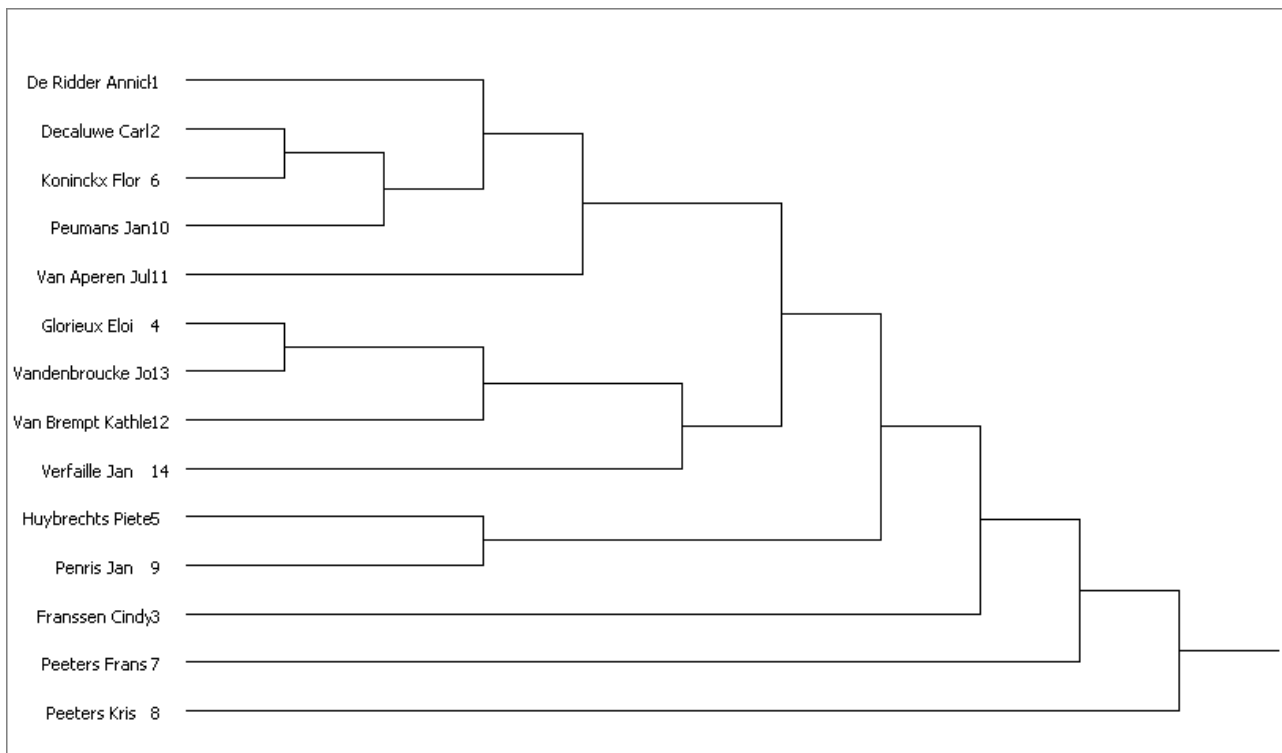 De Ridder Annick1
Decaluwe Carl2
Koninckx Flor 6
Peumans Jan10
Van Aperen Jul11
Glorieux Eloi 4
Vandenbroucke Jo13
Van Brempt Kathle12
Verfaille Jan 14
Huybrechts Piete5
Penris Jan 9
Franssen Cindy3
Peeters Frans 7
Peeters Kris 8